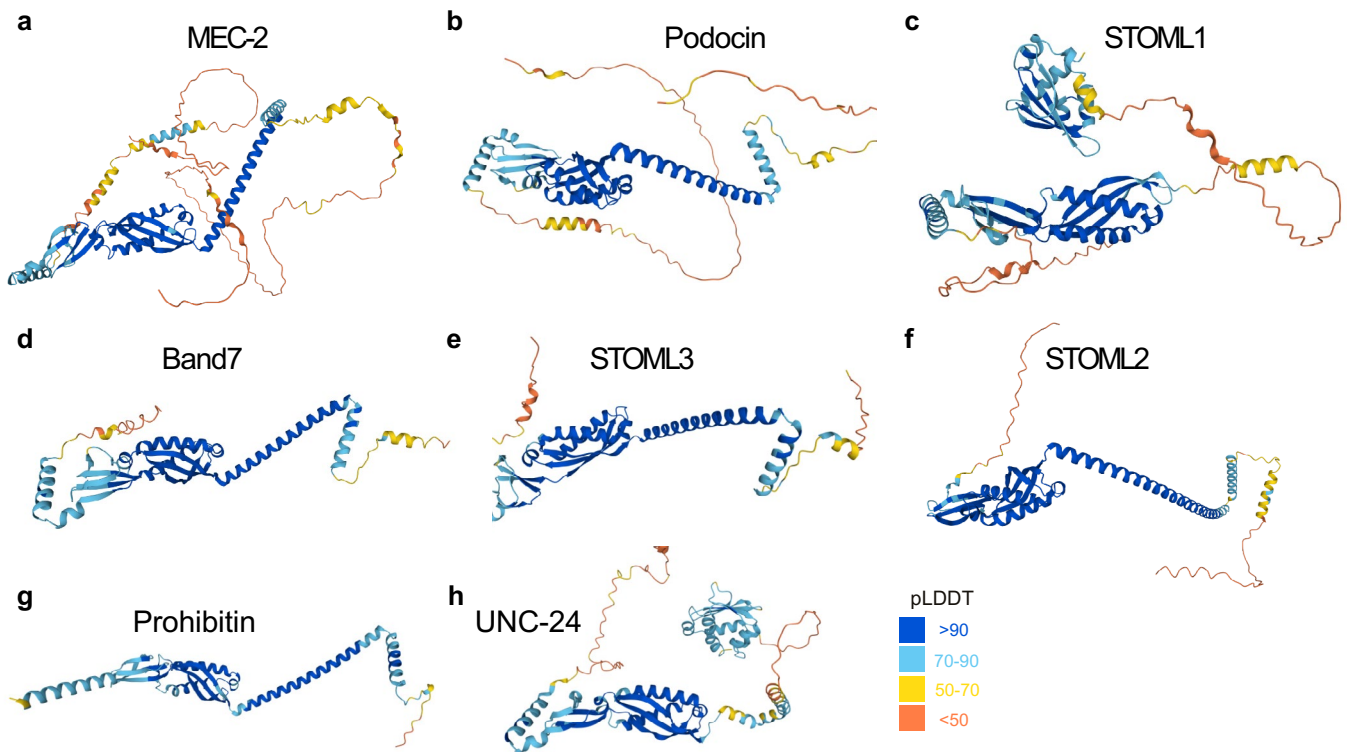 a
MEC-2
b
Podocin
c
STOML1
d
Band7
e
STOML3
f
STOML2
g
Prohibitin
h
UNC-24
pLDDT
>90
70-90
50-70
<50